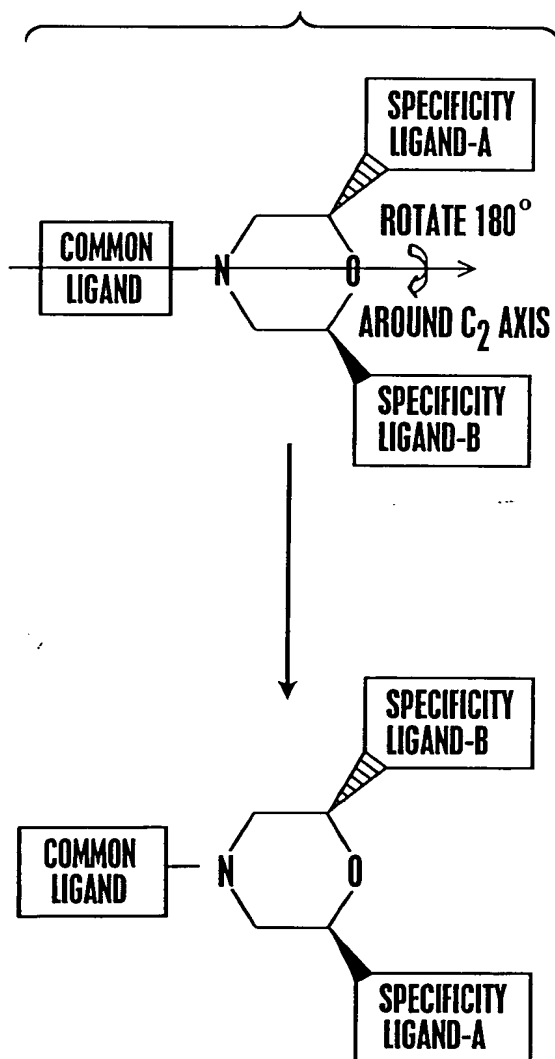 SPECIFICITY
LIGAND-A
ROTATE 180°
COMMON
LIGAND
N
O
AROUND C₂ AXIS
SPECIFICITY
LIGAND-B
SPECIFICITY
LIGAND-B
COMMON
LIGAND
N
O
SPECIFICITY
LIGAND-A